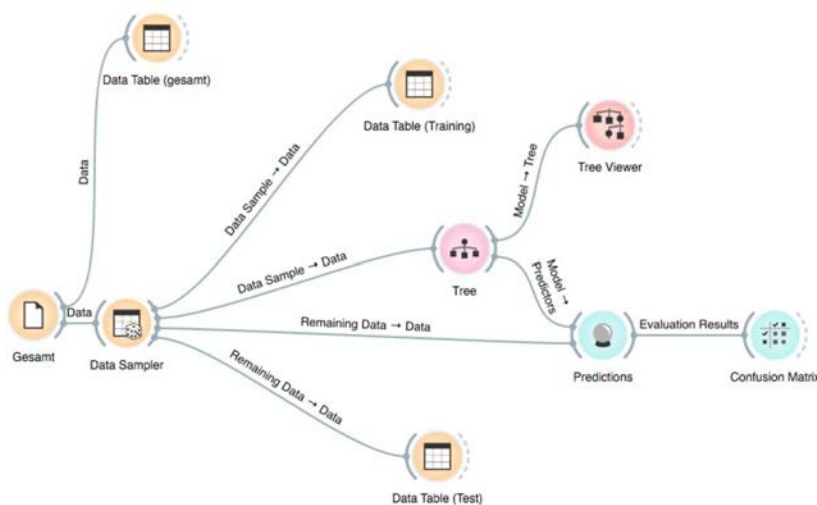 Data Table (gesamt)
Data
Data Table (Training)
Data Sample → Data
Tree Viewer
Model → Tree
Data Sample → Data
Tree
Model →
Predictors
Gesamt
Data
Data Sampler
Remaining Data → Data
Predictions
Evaluation Results
Confusion Matrix
Remaining Data → Data
Data Table (Test)